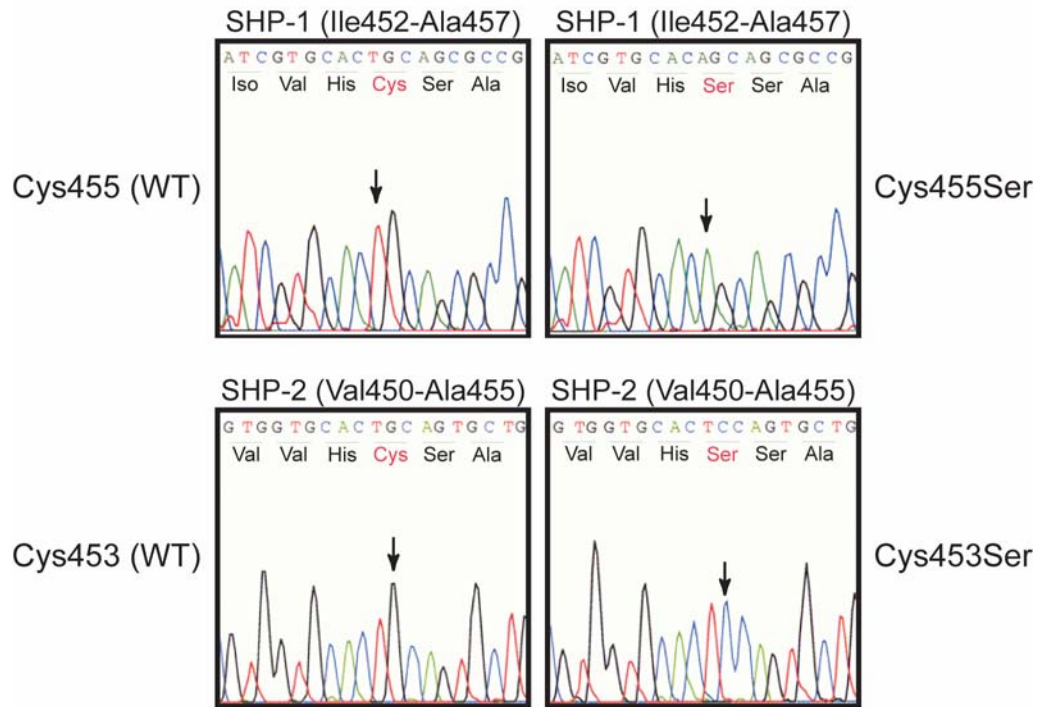 SHP-1 (Ile452-Ala457)
ATCGTGCACTGCAGCGCCG
Iso Val His Cys Ser Ala
Cys455 (WT)
SHP-1 (Ile452-Ala457)
ATCGTGCACAGCAGCGCCG
Iso Val His Ser Ser Ala
Cys455Ser
SHP-2 (Val450-Ala455)
GTGGTGCACTGCAGTGCTG
Val Val His Cys Ser Ala
Cys453 (WT)
SHP-2 (Val450-Ala455)
GTGGTGCACTCCAGTGCTG
Val Val His Ser Ser Ala
Cys453Ser